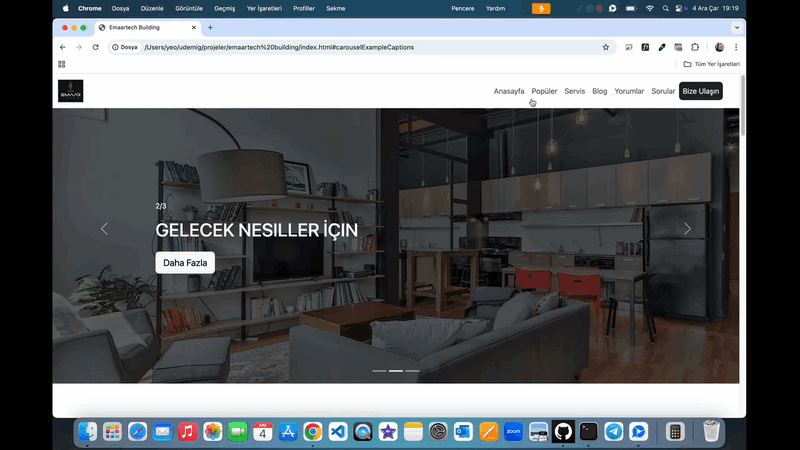 Chrome Dosya Düzenle Görüntüle Geçmiş Yer İşaretleri Profiller Sekme Pencere Yardım 4 Ara Çar 19:19
Emaartech Building
Dosya /Users/yeo/udemig/projeler/emaartech%20building/index.html#carouselExampleCaptions
Tüm Yer İşaretleri
EMAAR
Anasayfa Popüler Servis Blog Yorumlar Sorular Bize Ulaşın
2/3
GELECEK NESILLER İÇİN
Daha Fazla
4
zoom